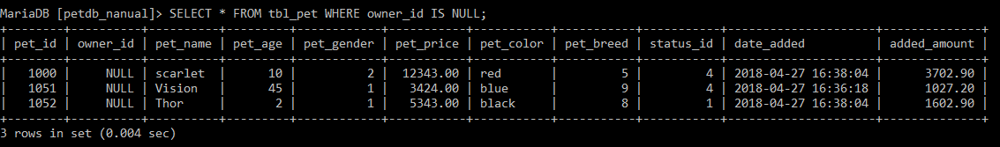 MariaDB [petdb_nanual]> SELECT * FROM tbl_pet WHERE owner_id IS NULL;
+--------+----------+----------+---------+------------+-----------+-----------+-----------+-----------+---------------------+--------------+
| pet_id | owner_id | pet_name | pet_age | pet_gender | pet_price | pet_color | pet_breed | status_id | date_added          | added_amount |
+--------+----------+----------+---------+------------+-----------+-----------+-----------+-----------+---------------------+--------------+
|   1000 |     NULL | scarlet  |      10 |          2 |  12343.00 | red       |         5 |         4 | 2018-04-27 16:38:04 |      3702.90 |
|   1051 |     NULL | Vision   |      45 |          1 |   3424.00 | blue      |         9 |         4 | 2018-04-27 16:36:18 |      1027.20 |
|   1052 |     NULL | Thor     |       2 |          1 |   5343.00 | black     |         8 |         1 | 2018-04-27 16:38:04 |      1602.90 |
+--------+----------+----------+---------+------------+-----------+-----------+-----------+-----------+---------------------+--------------+
3 rows in set (0.004 sec)